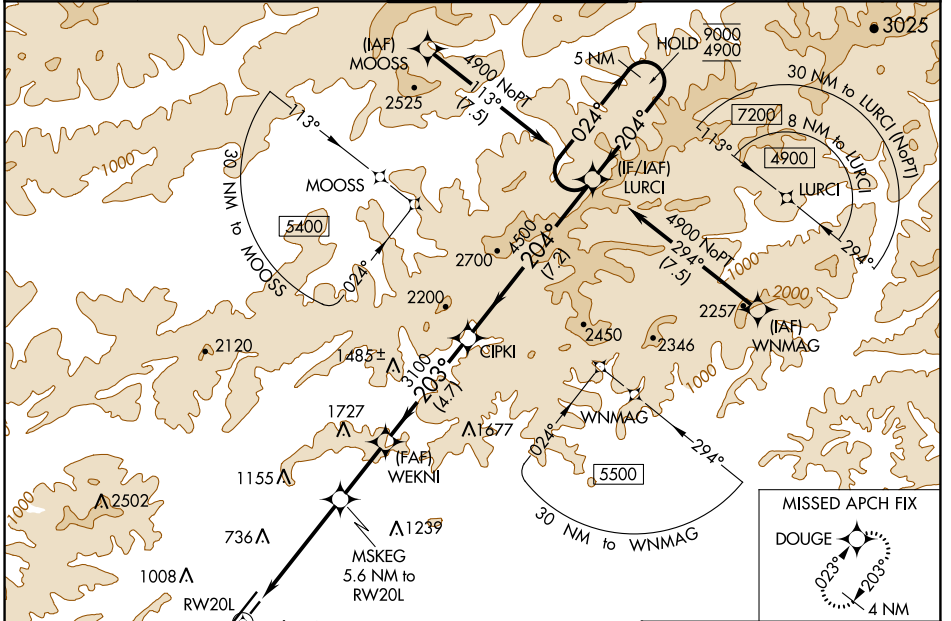 (IAF)
MOOSS
4900 NoPT
113°
(7.5)
2525
5 NM
HOLD
9000
4900
3025
024°
204°
(IF/IAF)
LURCI
30 NM to LURCI (NoPT)
7200
8 NM to LURCI
4900
113°
LURCI
294°
113°
30 NM to MOOSS
MOOSS
5400
024°
1000
4900 NoPT
294°
(7.5)
1000
2000
2257
(IAF)
WNMAG
2700
4500
204°
(7.2)
2200
2120
2450
2346
1000
CIPKI
1485±
3100
203°
(4.7)
WNMAG
024°
294°
5500
30 NM to WNMAG
1727
1677
(FAF)
WEKNI
1155
1000
2502
736
1239
MSKEG
5.6 NM to
RW20L
1008
RW20L
MISSED APCH FIX
DOUGE
023°
203°
4 NM